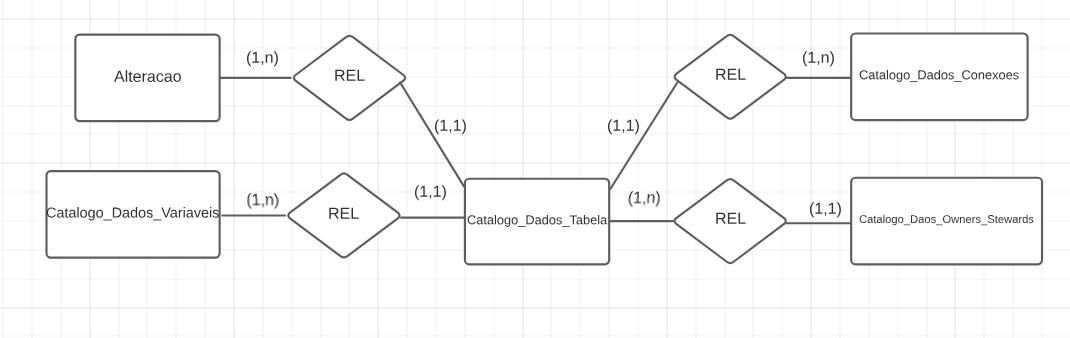 Alteracao
(1,n)
REL
(1,1)
REL
(1,n)
Catalogo_Dados_Conexoes
(1,1)
Catalogo_Dados_Variaveis
(1,n)
REL
(1,1)
Catalogo_Dados_Tabela
(1,n)
REL
(1,1)
Catalogo_Daos_Owners_Stewards